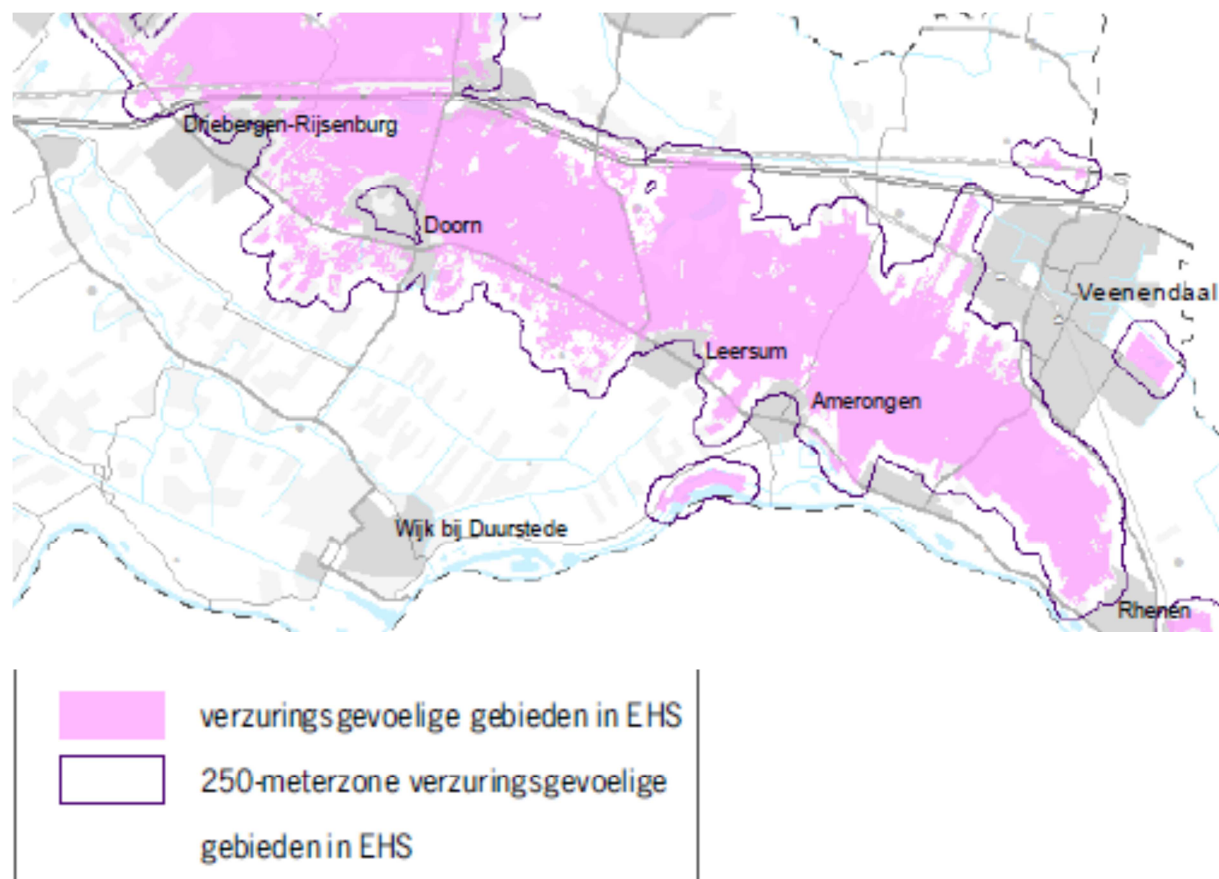 Driebergen-Rijsenburg
Doorn
Veenendaal
Leersum
Amerongen
Wijk bij Duurstede
Rhenen
verzuringsgevoelige gebieden in EHS
250-meterzone verzuringsgevoelige
gebieden in EHS